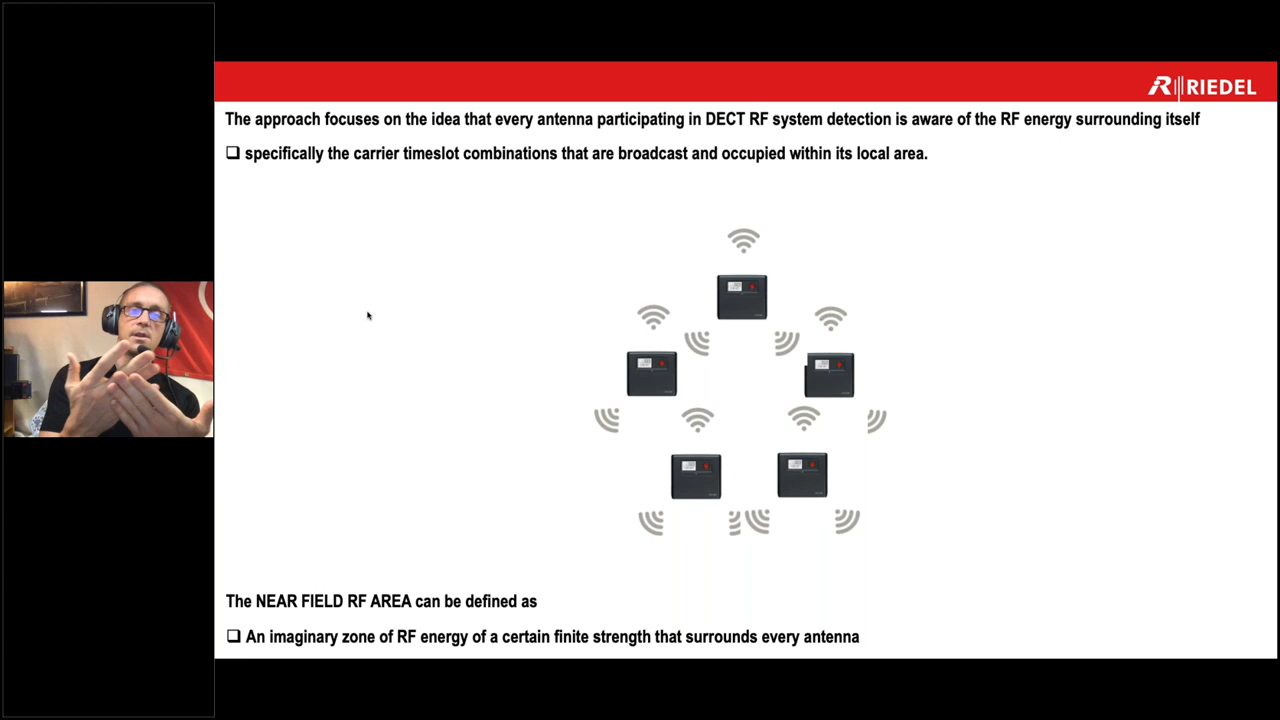 RIEDEL
The approach focuses on the idea that every antenna participating in DECT RF system detection is aware of the RF energy surrounding itself
❑ specifically the carrier timeslot combinations that are broadcast and occupied within its local area.
The NEAR FIELD RF AREA can be defined as
❑ An imaginary zone of RF energy of a certain finite strength that surrounds every antenna